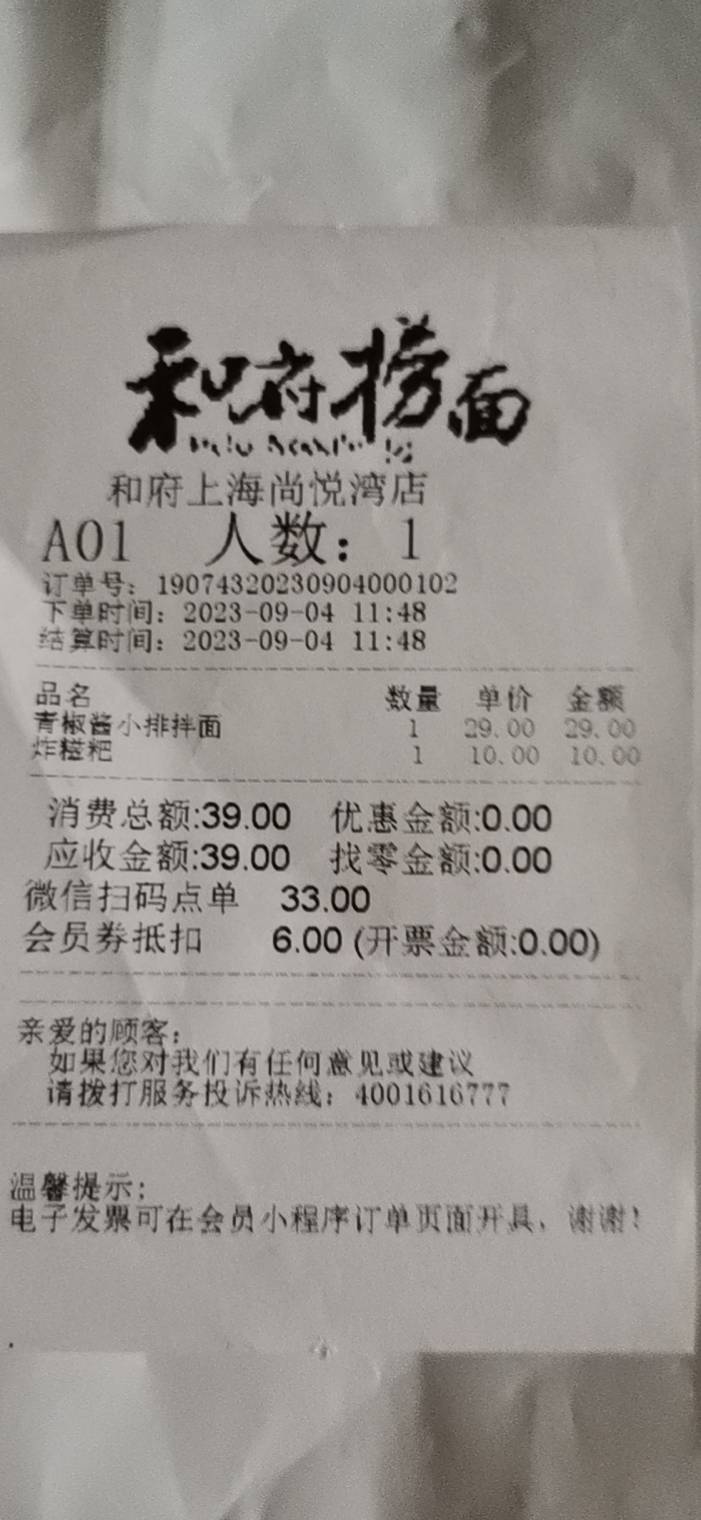 和府捞面
和府上海尚悦湾店
A01 人数：1
订单号：19074320230904000102
下单时间：2023-09-04 11:48
结算时间：2023-09-04 11:48
品名 数量 单价 金额
青椒酱小排拌面 1 29.00 29.00
炸糍粑 1 10.00 10.00
消费总额:39.00 优惠金额:0.00
应收金额:39.00 找零金额:0.00
微信扫码点单 33.00
会员券抵扣 6.00 (开票金额:0.00)
亲爱的顾客：
如果您对我们有任何意见或建议
请拨打服务投诉热线：4001616777
温馨提示:
电子发票可在会员小程序订单页面开具，谢谢！